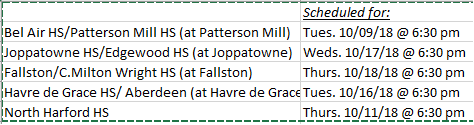 Scheduled for:
Bel Air HS/Patterson Mill HS (at Patterson Mill) Tues. 10/09/18 @ 6:30 pm
Joppatowne HS/Edgewood HS (at Joppatowne) Weds. 10/17/18 @ 6:30 pm
Fallston/C.Milton Wright HS (at Fallston) Thurs. 10/18/18 @ 6:30 pm
Havre de Grace HS/ Aberdeen (at Havre de Grace Tues. 10/16/18 @ 6:30 pm
North Harford HS Thurs. 10/11/18 @ 6:30 pm